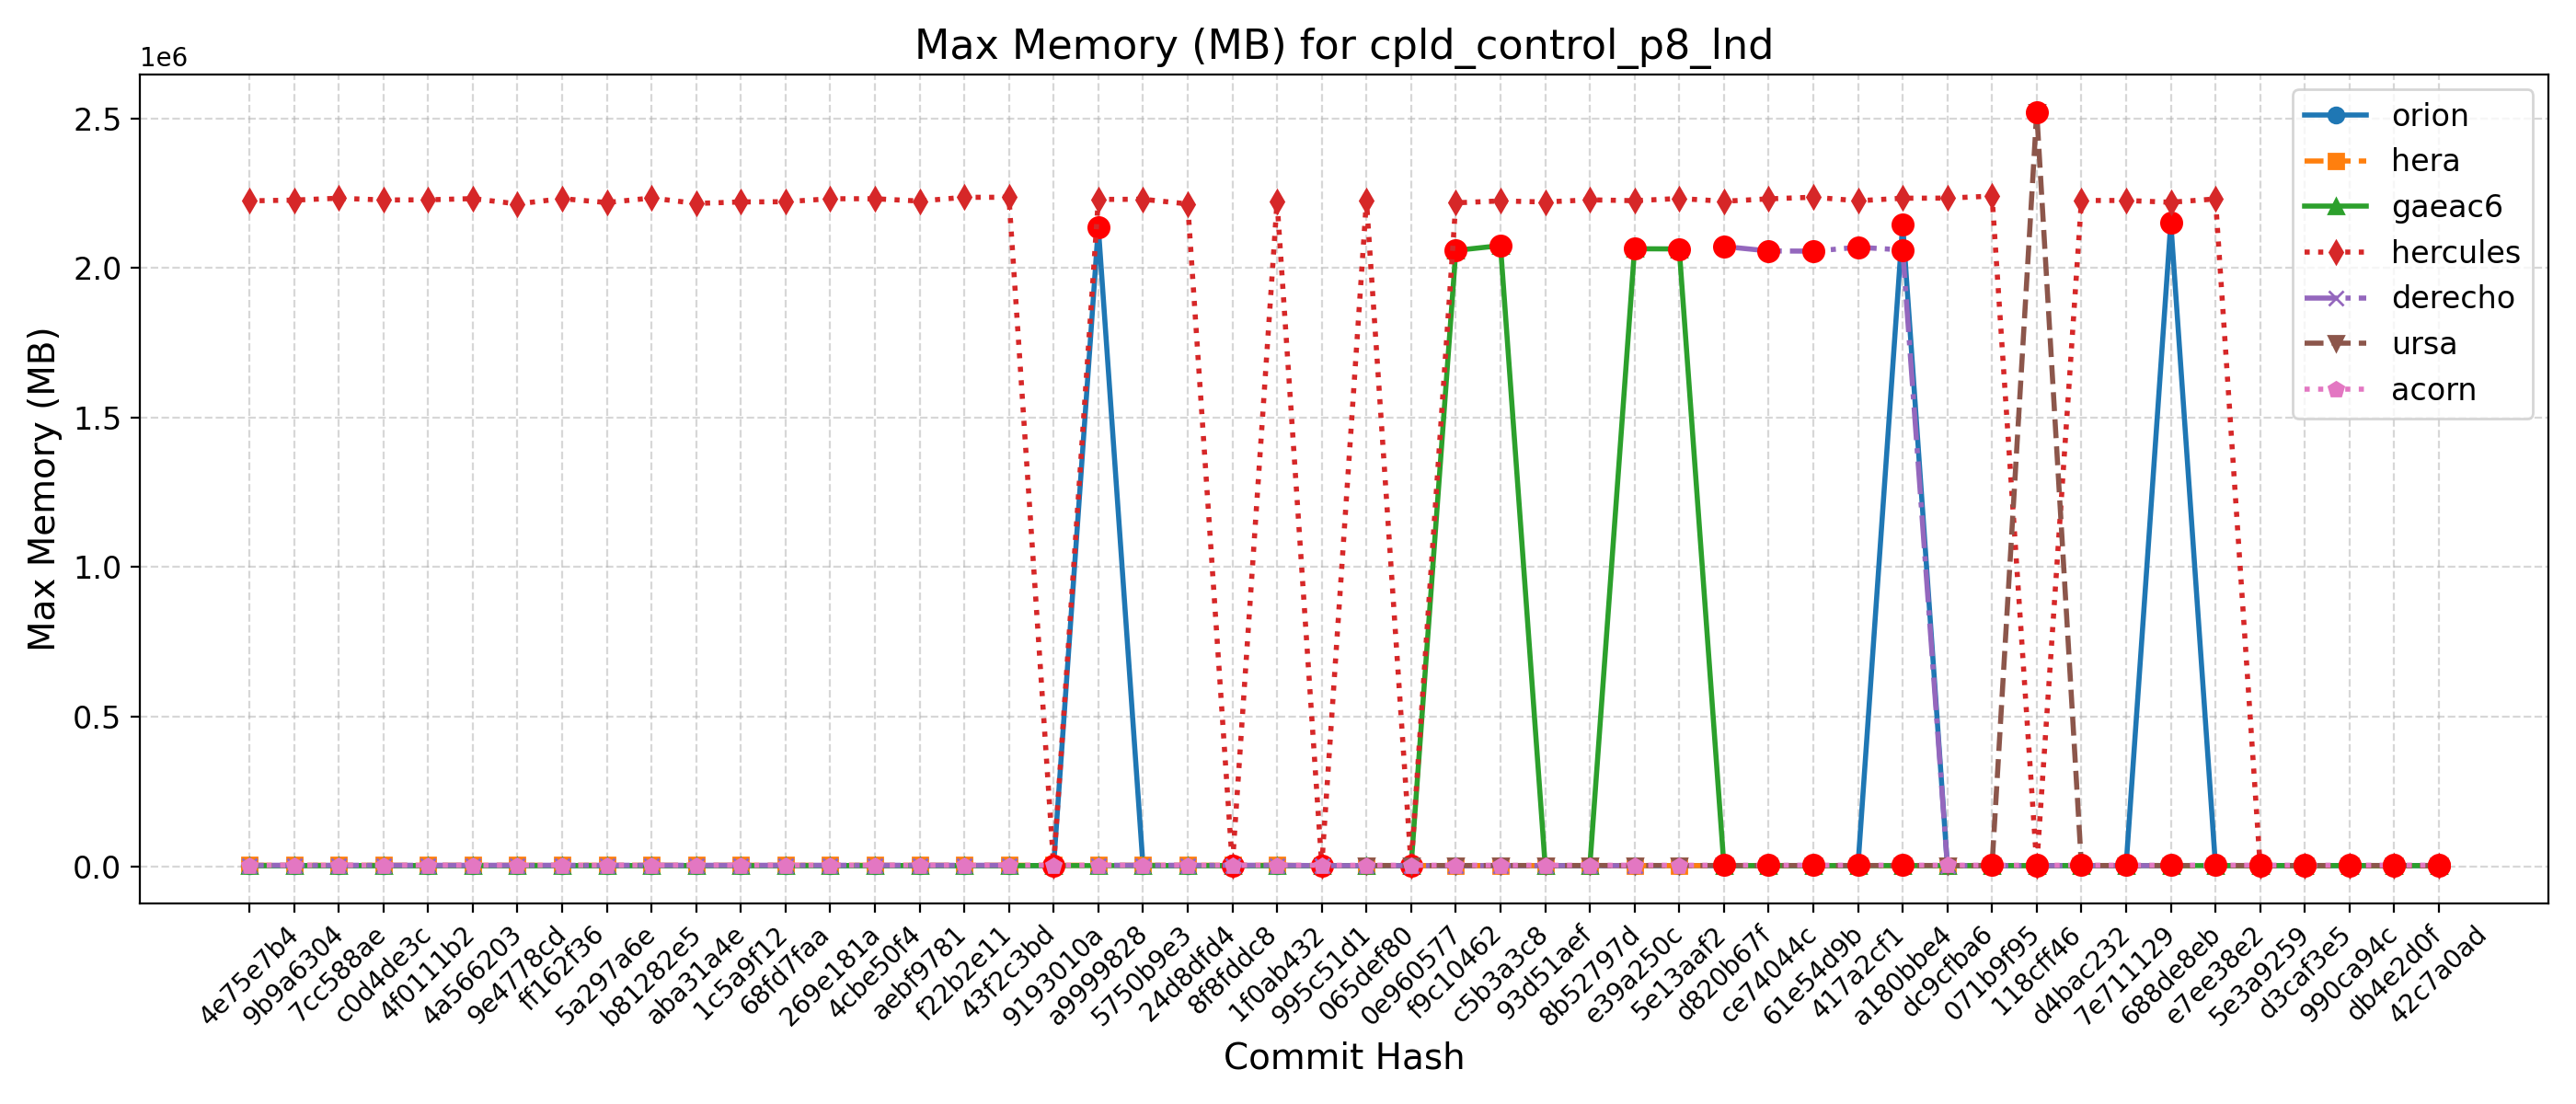 Max Memory (MB) for cpld_control_p8_lnd
1e6
2.5
2.0
1.5
1.0
0.5
0.0
Max Memory (MB)
orion
hera
gaeac6
hercules
derecho
ursa
acorn
4e75e7b4
9b9a6304
7cc588ae
c0d4de3c
4f0111b2
4a566203
9e4778cd
ff162f36
5a297a6e
b81282e5
aba31a4e
1c5a9f12
68fd7faa
269e181a
4cbe50f4
aebf9781
f22b2e11
43f2c3bd
9193010a
a9999828
5750b9e3
24d8dfd4
8f8fddc8
1f0ab432
995c51d1
065def80
0e960577
f9c10462
c5b3a3c8
93d51aef
8b52797d
e39a250c
5e13aaf2
d820b67f
ce74044c
61e54d9b
417a2cf1
a180bbe4
dc9cfba6
071b9f95
118cff46
d4bac232
7e711129
688de8eb
e7ee38e2
5e3a9259
d3caf3e5
990ca94c
db4e2d0f
42c7a0ad
Commit Hash